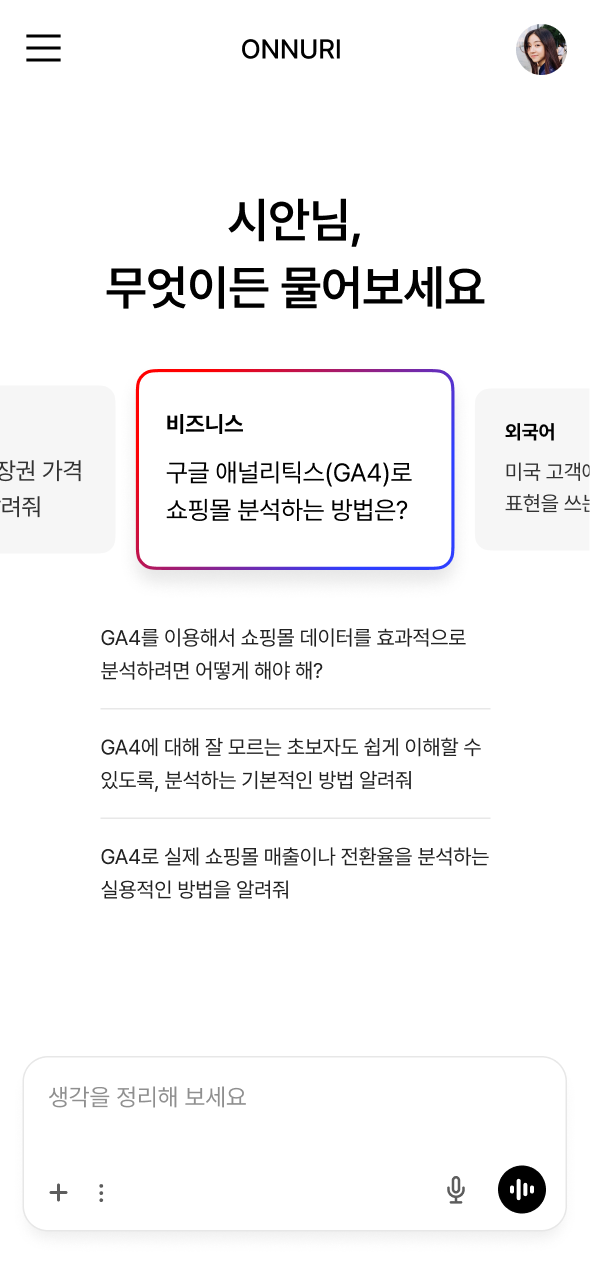 ONNURI
시안님,
무엇이든 물어보세요
장권 가격
려줘
비즈니스
구글 애널리틱스(GA4)로
쇼핑몰 분석하는 방법은?
외국어
미국 고객에
표현을 쓰는
GA4를 이용해서 쇼핑몰 데이터를 효과적으로
분석하려면 어떻게 해야 해?
GA4에 대해 잘 모르는 초보자도 쉽게 이해할 수
있도록, 분석하는 기본적인 방법 알려줘
GA4로 실제 쇼핑몰 매출이나 전환율을 분석하는
실용적인 방법을 알려줘
생각을 정리해 보세요